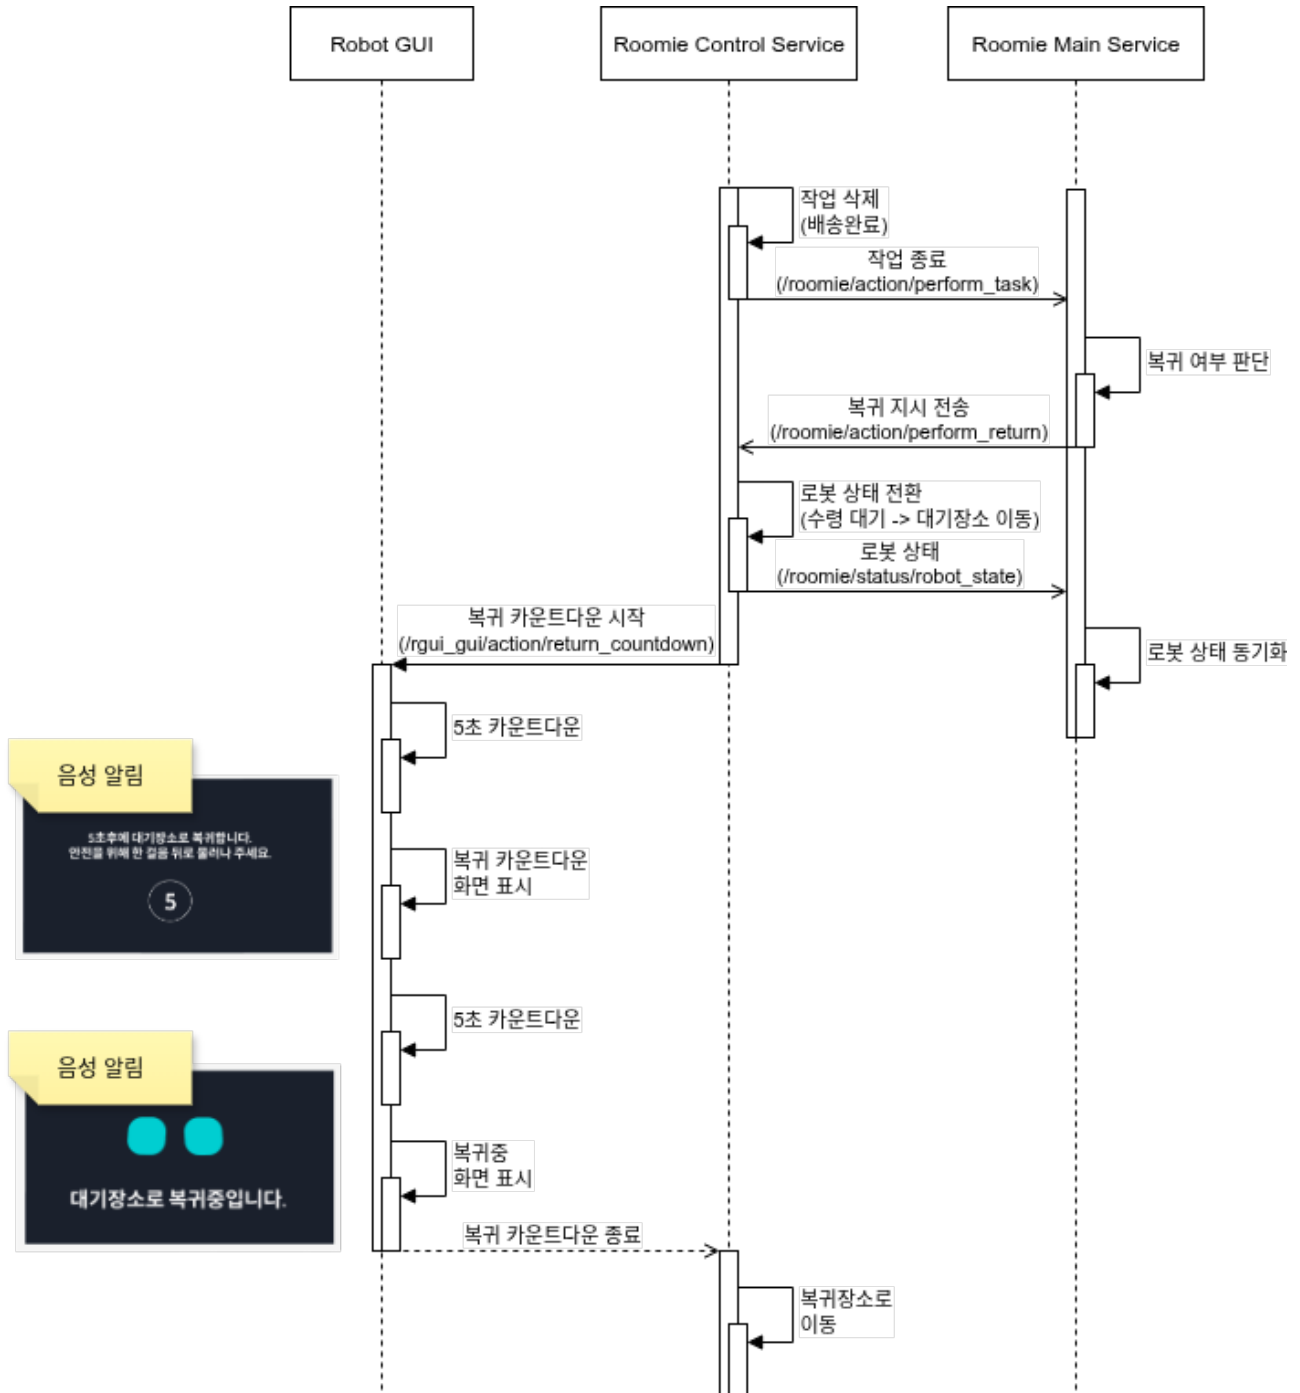 Robot GUI
Roomie Control Service
Roomie Main Service
작업 삭제
(배송완료)
작업 종료
(/roomie/action/perform_task)
복귀 여부 판단
복귀 지시 전송
(/roomie/action/perform_return)
로봇 상태 전환
(수령 대기 -> 대기장소 이동)
로봇 상태
(/roomie/status/robot_state)
복귀 카운트다운 시작
(/rgui_gui/action/return_countdown)
로봇 상태 동기화
5초 카운트다운
음성 알림
5초후에 대기장소로 복귀합니다.
안전을 위해 한 걸음 뒤로 물러나 주세요.
5
복귀 카운트다운
화면 표시
5초 카운트다운
음성 알림
대기장소로 복귀중입니다.
복귀중
화면 표시
복귀 카운트다운 종료
복귀장소로
이동